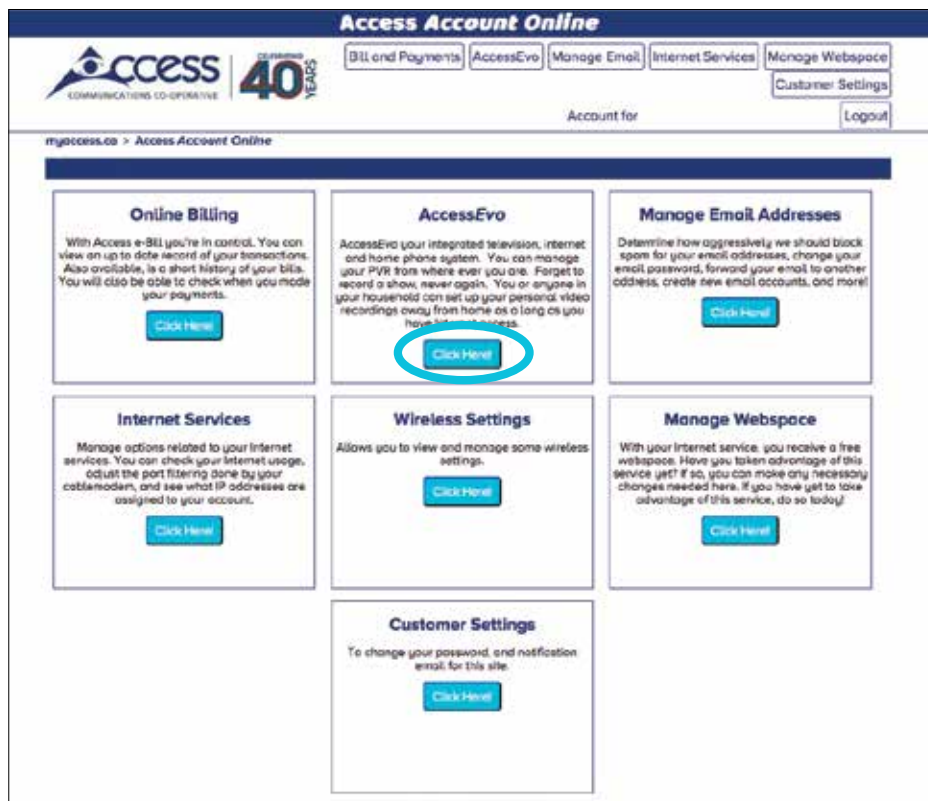 Access Account Online
Access
COMMUNICATIONS CO-OPERATIVE
CELEBRATING
40
YEARS
Bill and Payments
AccessEvo
Manage Email
Internet Services
Manage Webspace
Customer Settings
Account for
Logout
myaccess.ca > Access Account Online
Online Billing
With Access e-Bill you're in control. You can
view an up to date record of your transactions.
Also available, is a short history of your bills.
You will also be able to check when you made
your payments.
Click Here!
AccessEvo
AccessEvo your integrated television, internet
and home phone system. You can manage
your PVR from where ever you are. Forget to
record a show, never again. You or anyone in
your household can set up your personal video
recordings away from home as a long as you
have Internet access.
Click Here!
Manage Email Addresses
Determine how aggressively we should block
spam for your email addresses, change your
email password, forward your email to another
address, create new email accounts, and more!
Click Here!
Internet Services
Manage options related to your Internet
services. You can check your Internet usage,
adjust the port filtering done by your
cablemodem, and see what IP addresses are
assigned to your account.
Click Here!
Wireless Settings
Allows you to view and manage some wireless
settings.
Click Here!
Manage Webspace
With your Internet service, you receive a free
webspace. Have you taken advantage of this
service yet? If so, you can make any necessary
changes needed here. If you have yet to take
advantage of this service, do so today!
Click Here!
Customer Settings
To change your password, and notification
email for this site.
Click Here!